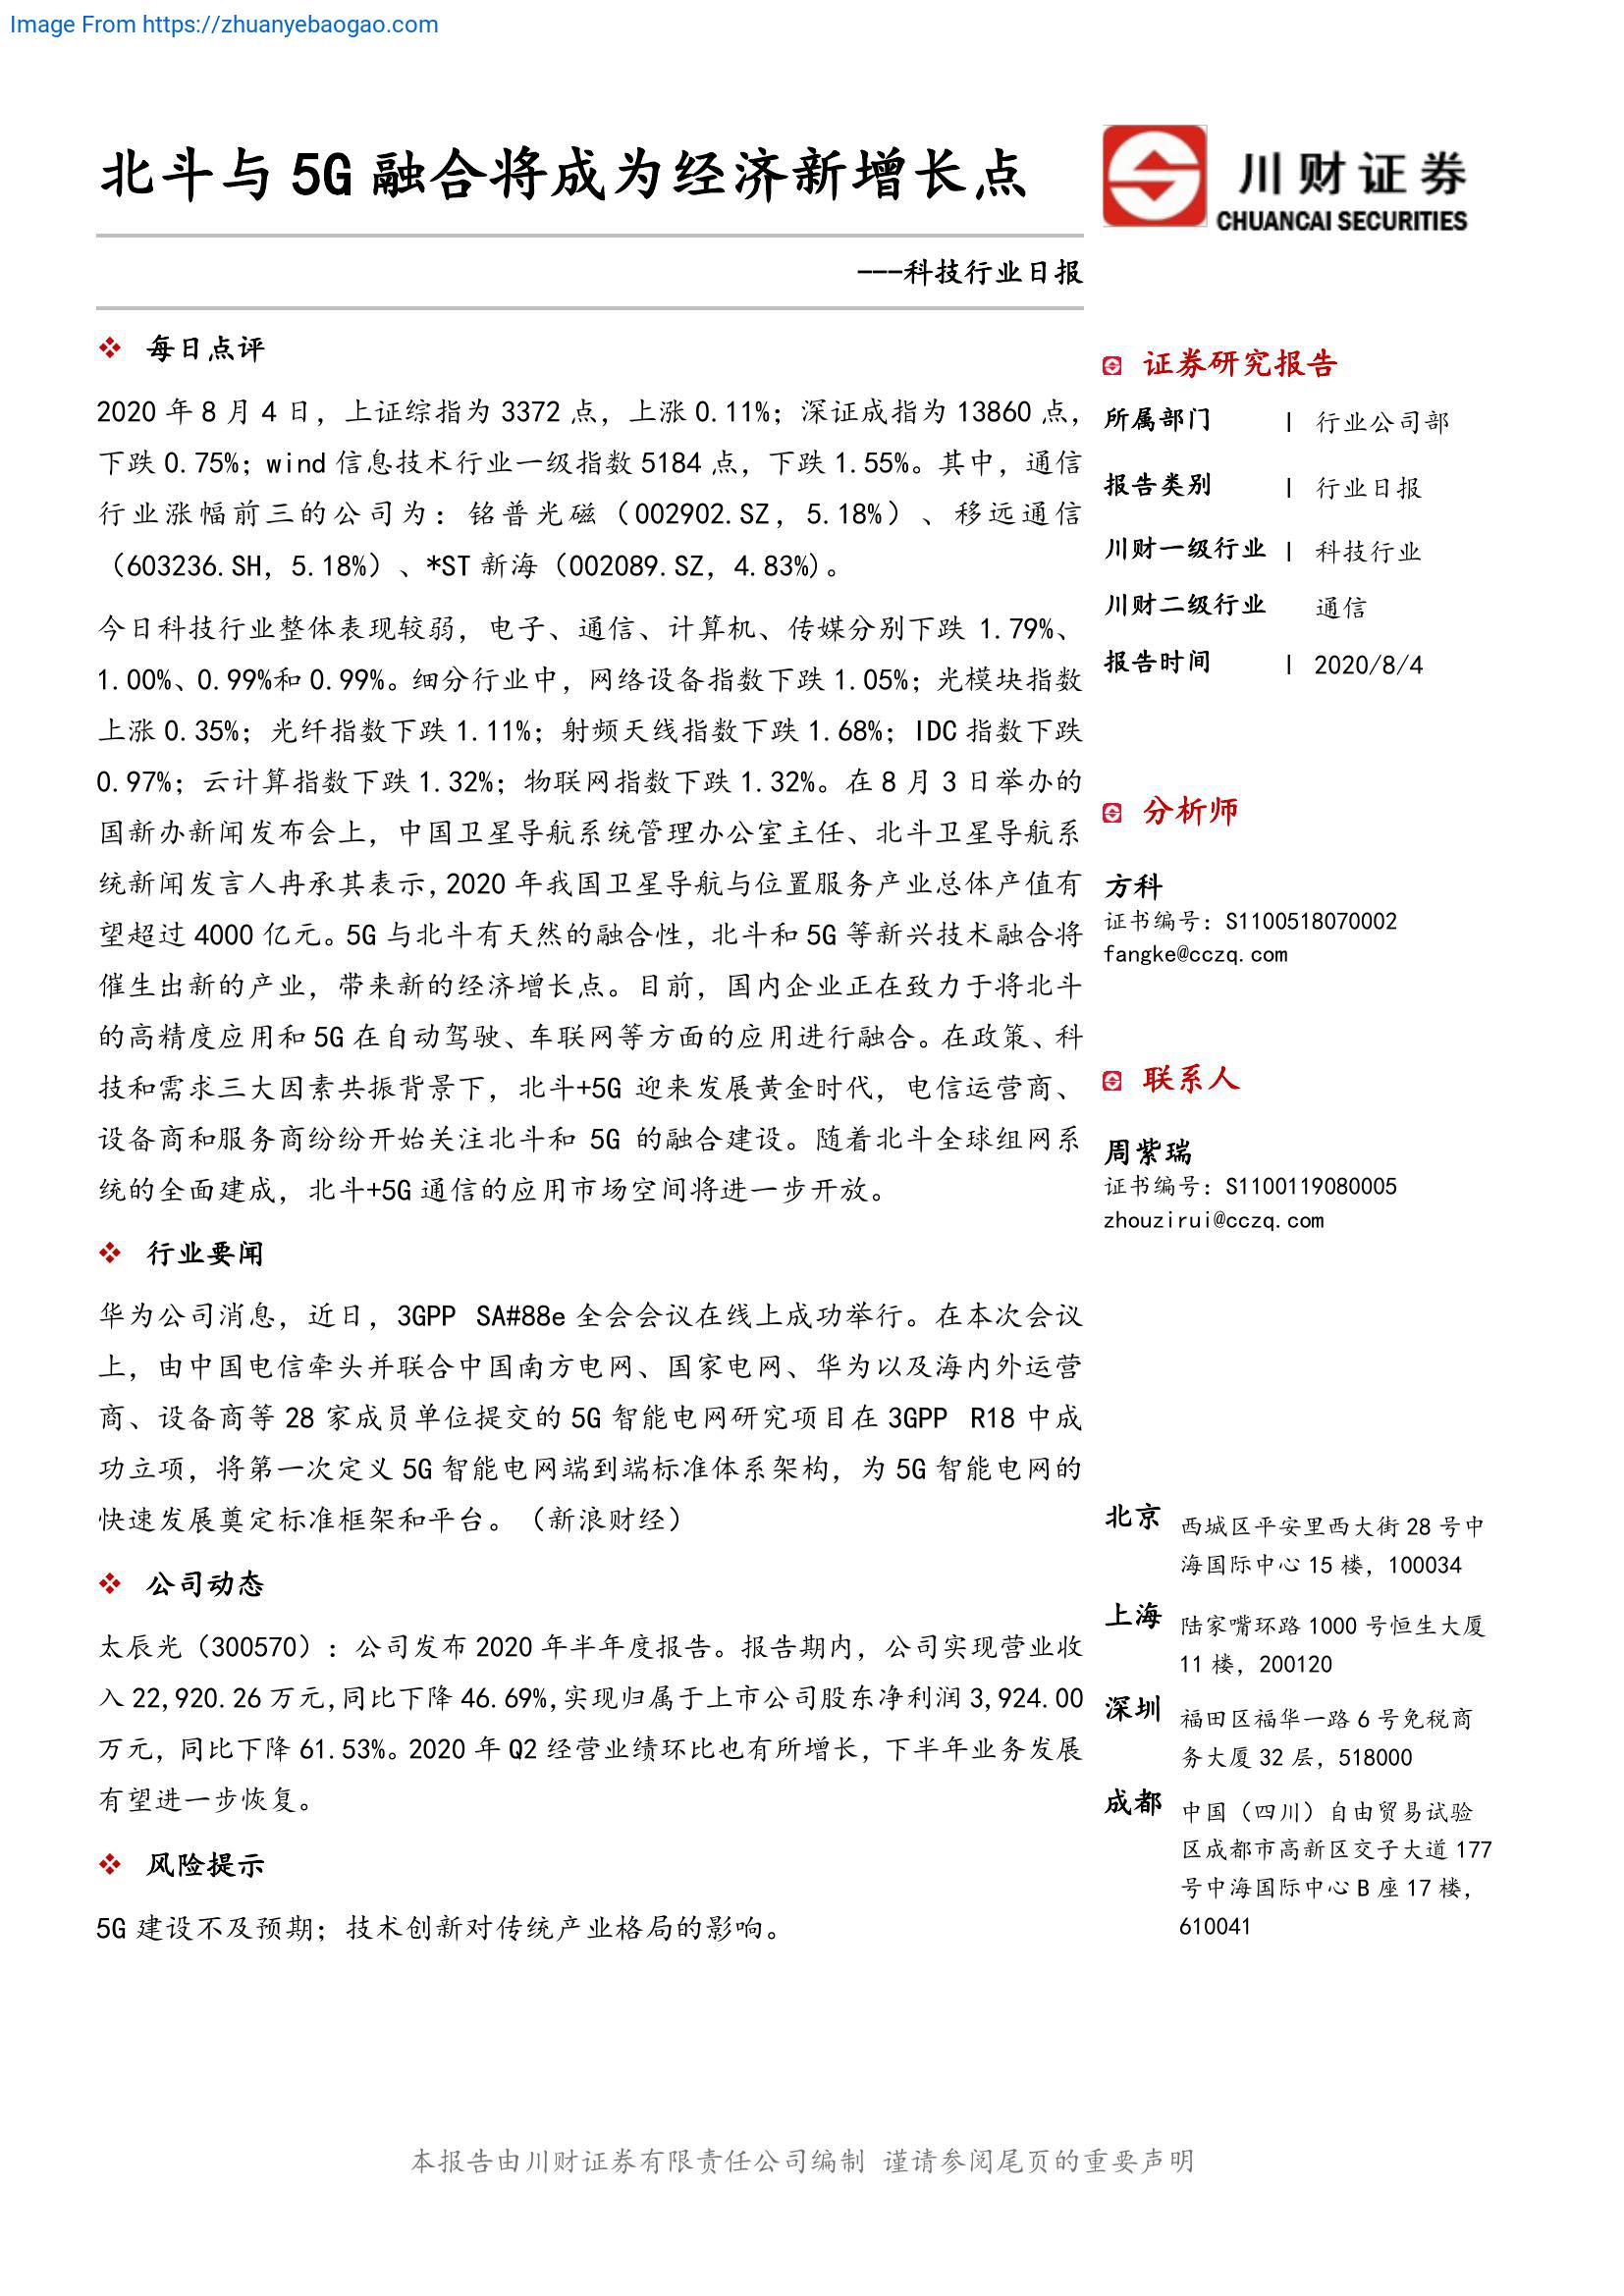 Image From https://zhuanyebaogao.com
北斗与 5G 融合将成为经济新增长点
川财证券
CHUANCAI SECURITIES
---科技行业日报
每日点评
2020 年 8 月 4 日，上证综指为 3372 点，上涨 0.11%；深证成指为 13860 点，
下跌 0.75%；wind 信息技术行业一级指数 5184 点，下跌 1.55%。其中，通信
行业涨幅前三的公司为：铭普光磁（002902.SZ，5.18%）、移远通信
（603236.SH，5.18%）、*ST 新海（002089.SZ，4.83%)。
今日科技行业整体表现较弱，电子、通信、计算机、传媒分别下跌 1.79%、
1.00%、0.99%和 0.99%。细分行业中，网络设备指数下跌 1.05%；光模块指数
上涨 0.35%；光纤指数下跌 1.11%；射频天线指数下跌 1.68%；IDC 指数下跌
0.97%；云计算指数下跌 1.32%；物联网指数下跌 1.32%。在 8 月 3 日举办的
国新办新闻发布会上，中国卫星导航系统管理办公室主任、北斗卫星导航系
统新闻发言人冉承其表示，2020 年我国卫星导航与位置服务产业总体产值有
望超过 4000 亿元。5G 与北斗有天然的融合性，北斗和 5G 等新兴技术融合将
催生出新的产业，带来新的经济增长点。目前，国内企业正在致力于将北斗
的高精度应用和 5G 在自动驾驶、车联网等方面的应用进行融合。在政策、科
技和需求三大因素共振背景下，北斗+5G 迎来发展黄金时代，电信运营商、
设备商和服务商纷纷开始关注北斗和 5G 的融合建设。随着北斗全球组网系
统的全面建成，北斗+5G 通信的应用市场空间将进一步开放。
行业要闻
华为公司消息，近日，3GPP SA#88e 全会会议在线上成功举行。在本次会议
上，由中国电信牵头并联合中国南方电网、国家电网、华为以及海内外运营
商、设备商等 28 家成员单位提交的 5G 智能电网研究项目在 3GPP R18 中成
功立项，将第一次定义 5G 智能电网端到端标准体系架构，为 5G 智能电网的
快速发展奠定标准框架和平台。（新浪财经）
公司动态
太辰光（300570）：公司发布 2020 年半年度报告。报告期内，公司实现营业收
入 22,920.26 万元,同比下降 46.69%,实现归属于上市公司股东净利润 3,924.00
万元，同比下降 61.53%。2020 年 Q2 经营业绩环比也有所增长，下半年业务发展
有望进一步恢复。
风险提示
5G 建设不及预期；技术创新对传统产业格局的影响。
证券研究报告
所属部门 | 行业公司部
报告类别 | 行业日报
川财一级行业 | 科技行业
川财二级行业 通信
报告时间 | 2020/8/4
分析师
方科
证书编号：S1100518070002
fangke@cczq.com
联系人
周紫瑞
证书编号：S1100119080005
zhouzirui@cczq.com
北京 西城区平安里西大街 28 号中
海国际中心 15 楼，100034
上海 陆家嘴环路 1000 号恒生大厦
11 楼，200120
深圳 福田区福华一路 6 号免税商
务大厦 32 层，518000
成都 中国（四川）自由贸易试验
区成都市高新区交子大道 177
号中海国际中心 B 座 17 楼，
610041
本报告由川财证券有限责任公司编制 谨请参阅尾页的重要声明